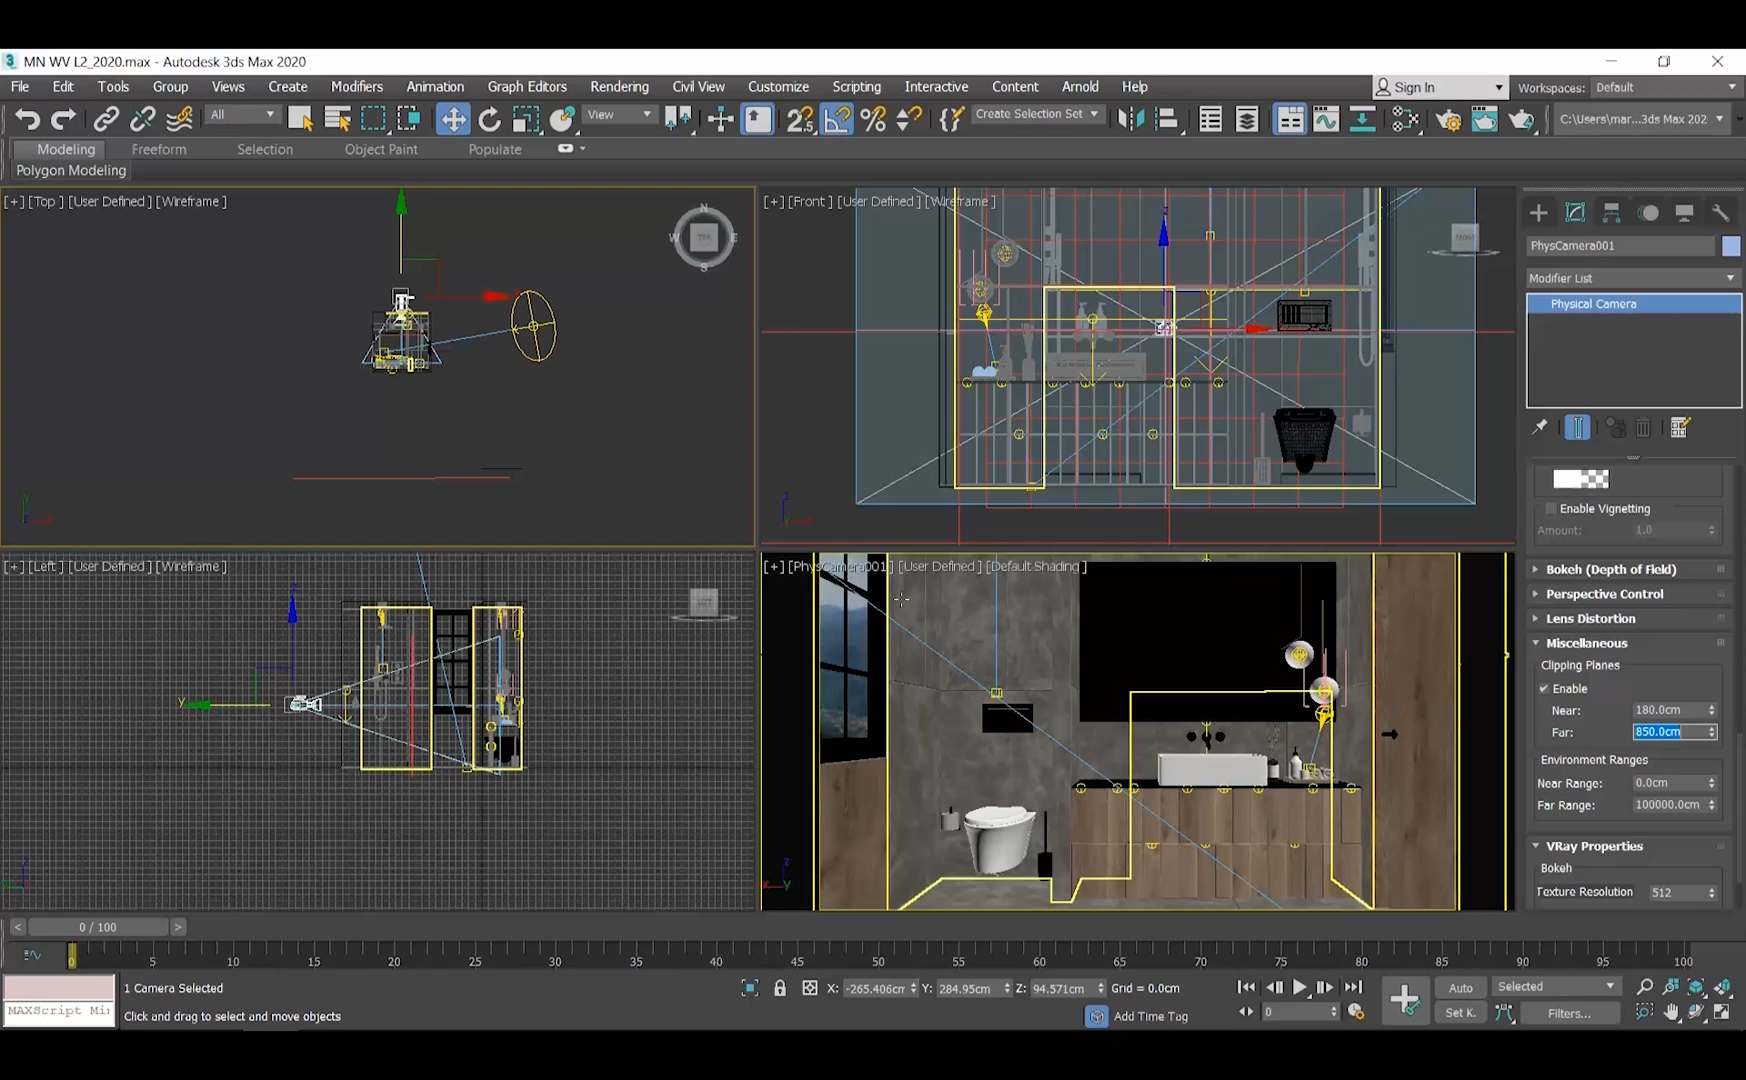 3 MN WV L2_2020.max - Autodesk 3ds Max 2020
File Edit Tools Group Views Create Modifiers Animation Graph Editors Rendering Civil View Customize Scripting Interactive Content Arnold Help Sign In Workspaces: Default
All View Create Selection Set C:\Users\mar...3ds Max 202
Modeling Freeform Selection Object Paint Populate
Polygon Modeling
[+] [Top ] [User Defined ] [Wireframe ]
N
W E
S
TOP
[+] [Front ] [User Defined ] [Wireframe ]
FRONT
PhysCamera001
Modifier List
Physical Camera
Enable Vignetting
Amount: 1.0
[+] [Left ] [User Defined ] [Wireframe ]
[+] [PhysCamera001 ] [User Defined ] [Default Shading ]
Bokeh (Depth of Field)
Perspective Control
Lens Distortion
Miscellaneous
Clipping Planes
Enable
Near: 180.0cm
Far: 850.0cm
Environment Ranges
Near Range: 0.0cm
Far Range: 100000.0cm
VRay Properties
Bokeh
Texture Resolution 512
< 0 / 100 >
0 5 10 15 20 25 30 35 40 45 50 55 60 65 70 75 80 85 90 95 100
1 Camera Selected X: -265.406cm Y: 284.95cm Z: 94.571cm Grid = 0.0cm Auto Selected
MAXScript Mi: Click and drag to select and move objects Add Time Tag 0 Set K. Filters...